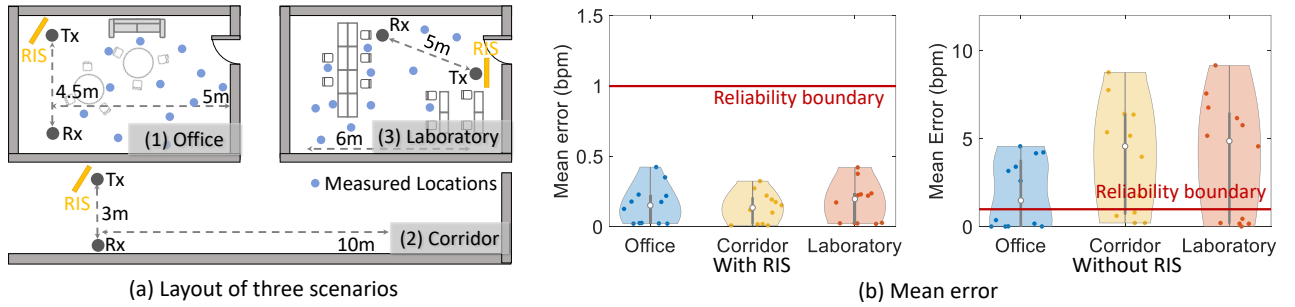 RIS
Tx
4.5m
5m
Rx
(1) Office
Rx
5m
RIS
Tx
6m
(3) Laboratory
Tx
RIS
3m
Rx
Measured Locations
10m
(2) Corridor
(a) Layout of three scenarios
Mean error (bpm)
1.5
1
0.5
0
Reliability boundary
Office
Corridor
Laboratory
With RIS
Mean Error (bpm)
10
5
0
Reliability boundary
Office
Corridor
Laboratory
Without RIS
(b) Mean error